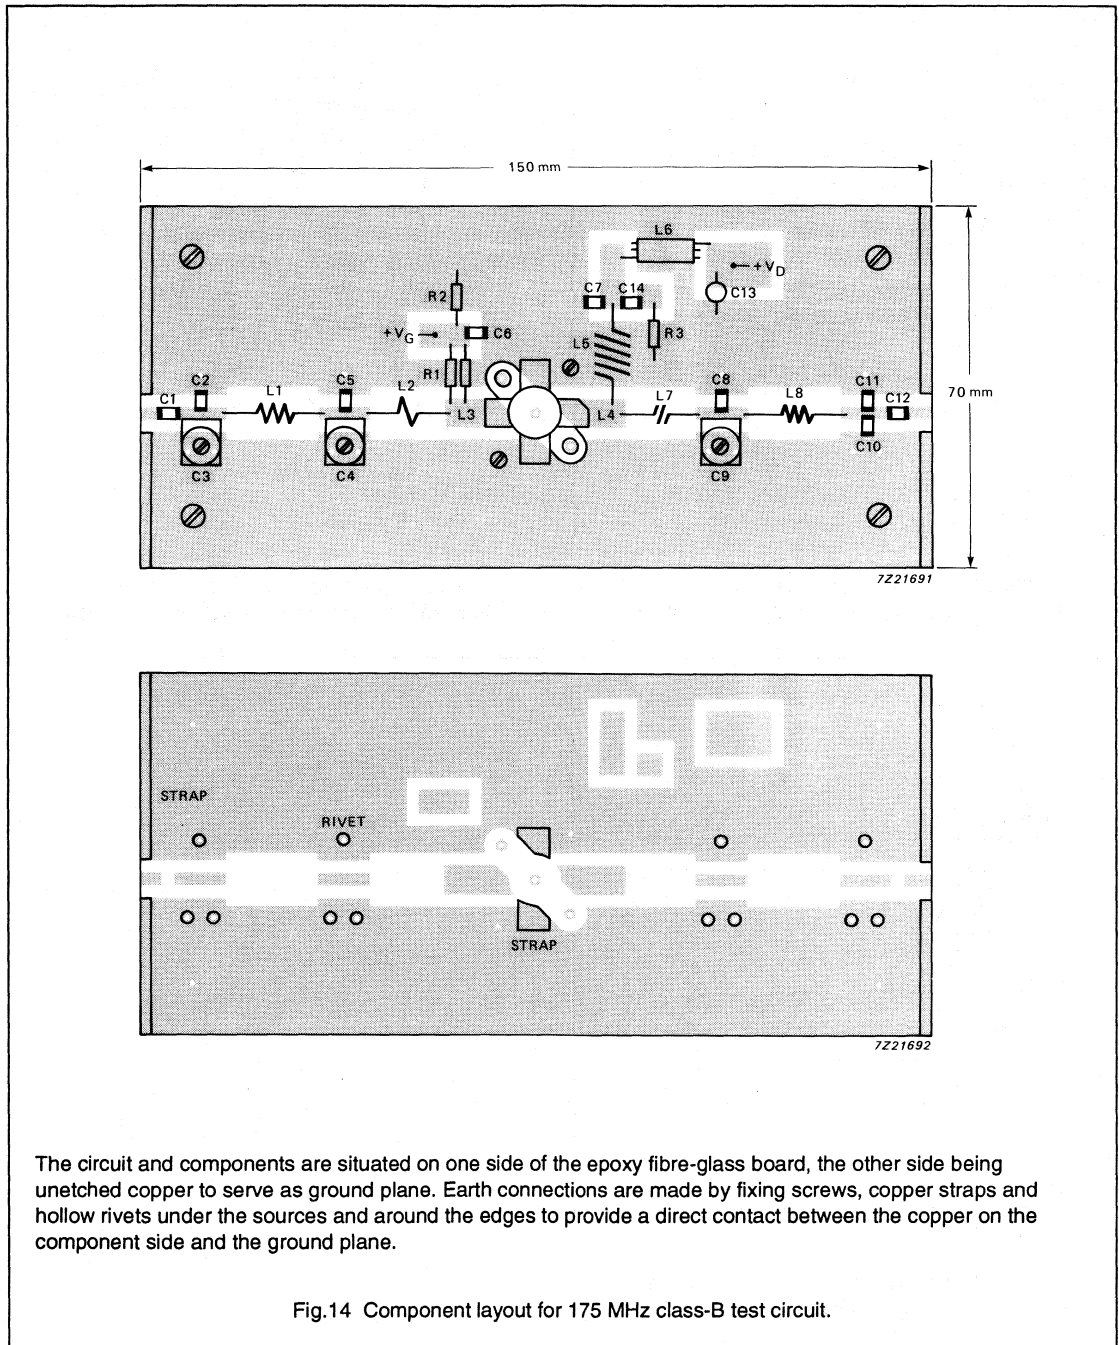 150 mm
L6
+VD
C7 C14
C13
R2
+VG
C6
L5
R3
R1
C2
L1
C5
L2
L3
L4
L7
C8
L8
C11
C1
C12
70 mm
C10
C3
C4
C9
7Z21691
STRAP
RIVET
STRAP
7Z21692
The circuit and components are situated on one side of the epoxy fibre-glass board, the other side being
unetched copper to serve as ground plane. Earth connections are made by fixing screws, copper straps and
hollow rivets under the sources and around the edges to provide a direct contact between the copper on the
component side and the ground plane.
Fig.14 Component layout for 175 MHz class-B test circuit.